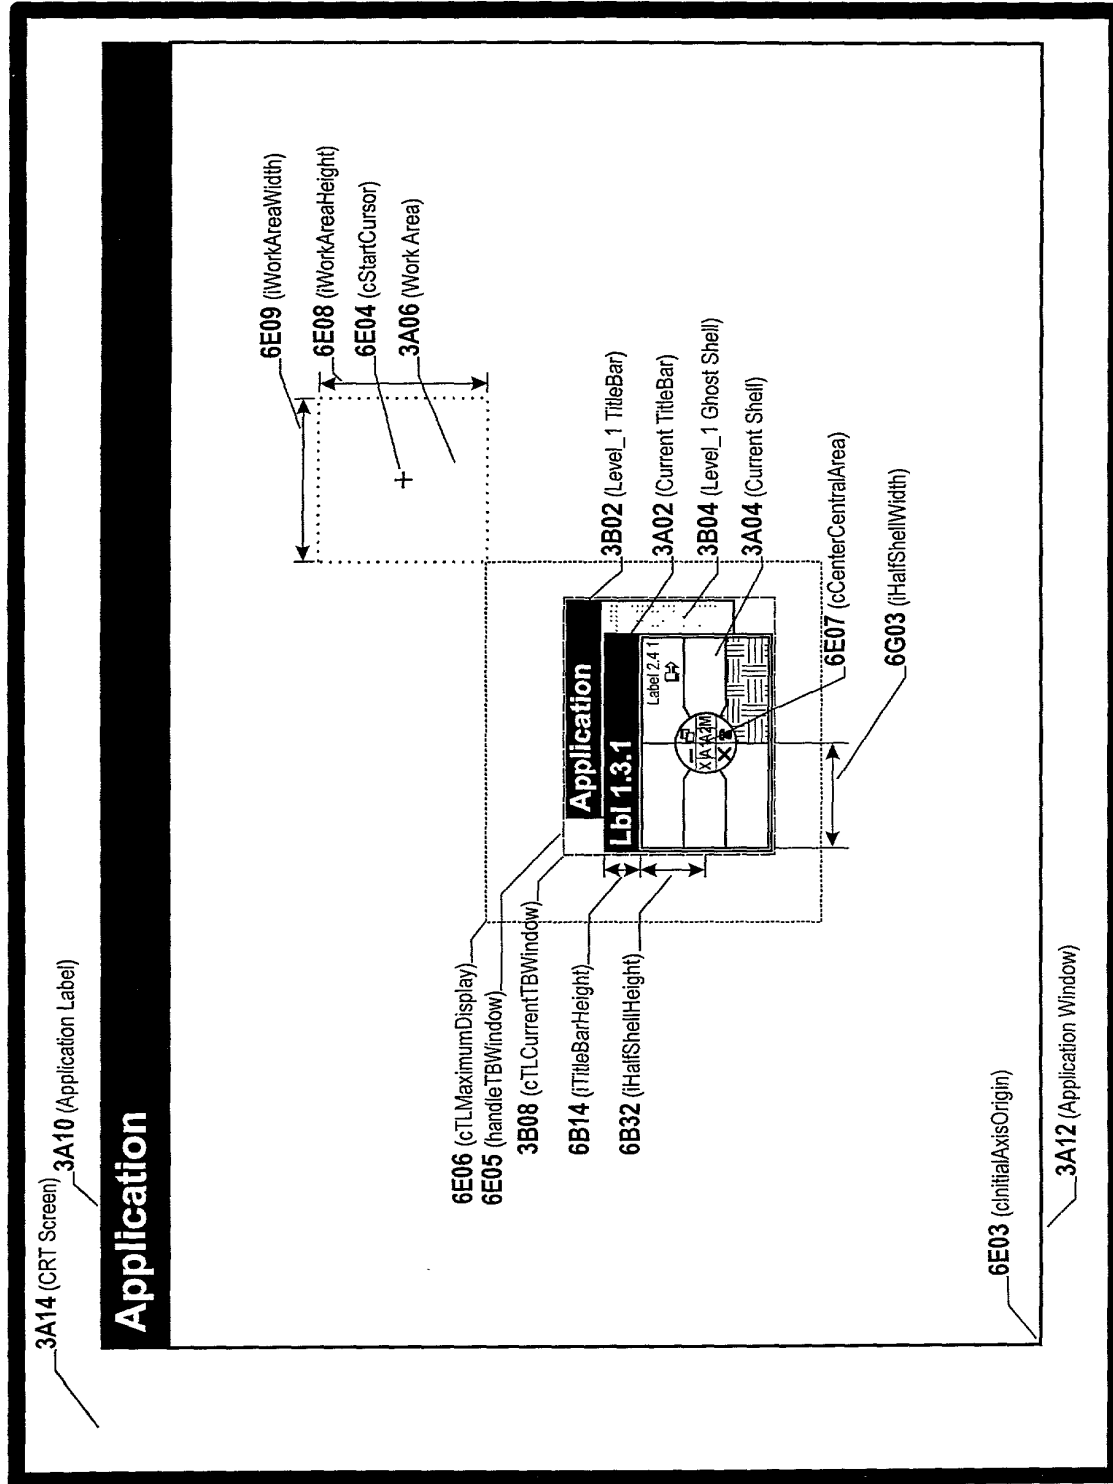 3A14 (CRT Screen)
3A10 (Application Label)
Application
6E09 (iWorkAreaWidth)
6E08 (iWorkAreaHeight)
6E04 (cStartCursor)
3A06 (Work Area)
6E06 (cTLMaximumDisplay)
6E05 (handleTBWindow)
3B08 (cTLCurrentTBWindow)
6B14 (iTitleBarHeight)
6B32 (iHalfShellHeight)
Application
Lbl 1.3.1
Label 2.4 1
X A1 A2 M
3B02 (Level_1 TitleBar)
3A02 (Current TitleBar)
3B04 (Level_1 Ghost Shell)
3A04 (Current Shell)
6E07 (cCenterCentralArea)
6G03 (iHalfShellWidth)
6E03 (cInitialAxisOrigin)
3A12 (Application Window)